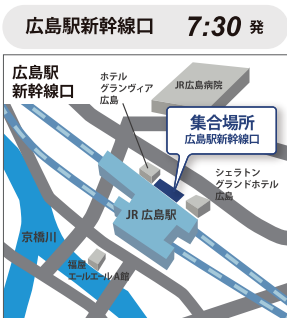 広島駅新幹線口 7:30 発
広島駅
新幹線口
ホテル
グランヴィア
広島
JR広島病院
集合場所
広島駅新幹線口
シェラトン
グランドホテル
広島
JR 広島駅
京橋川
福屋
エールエールA館